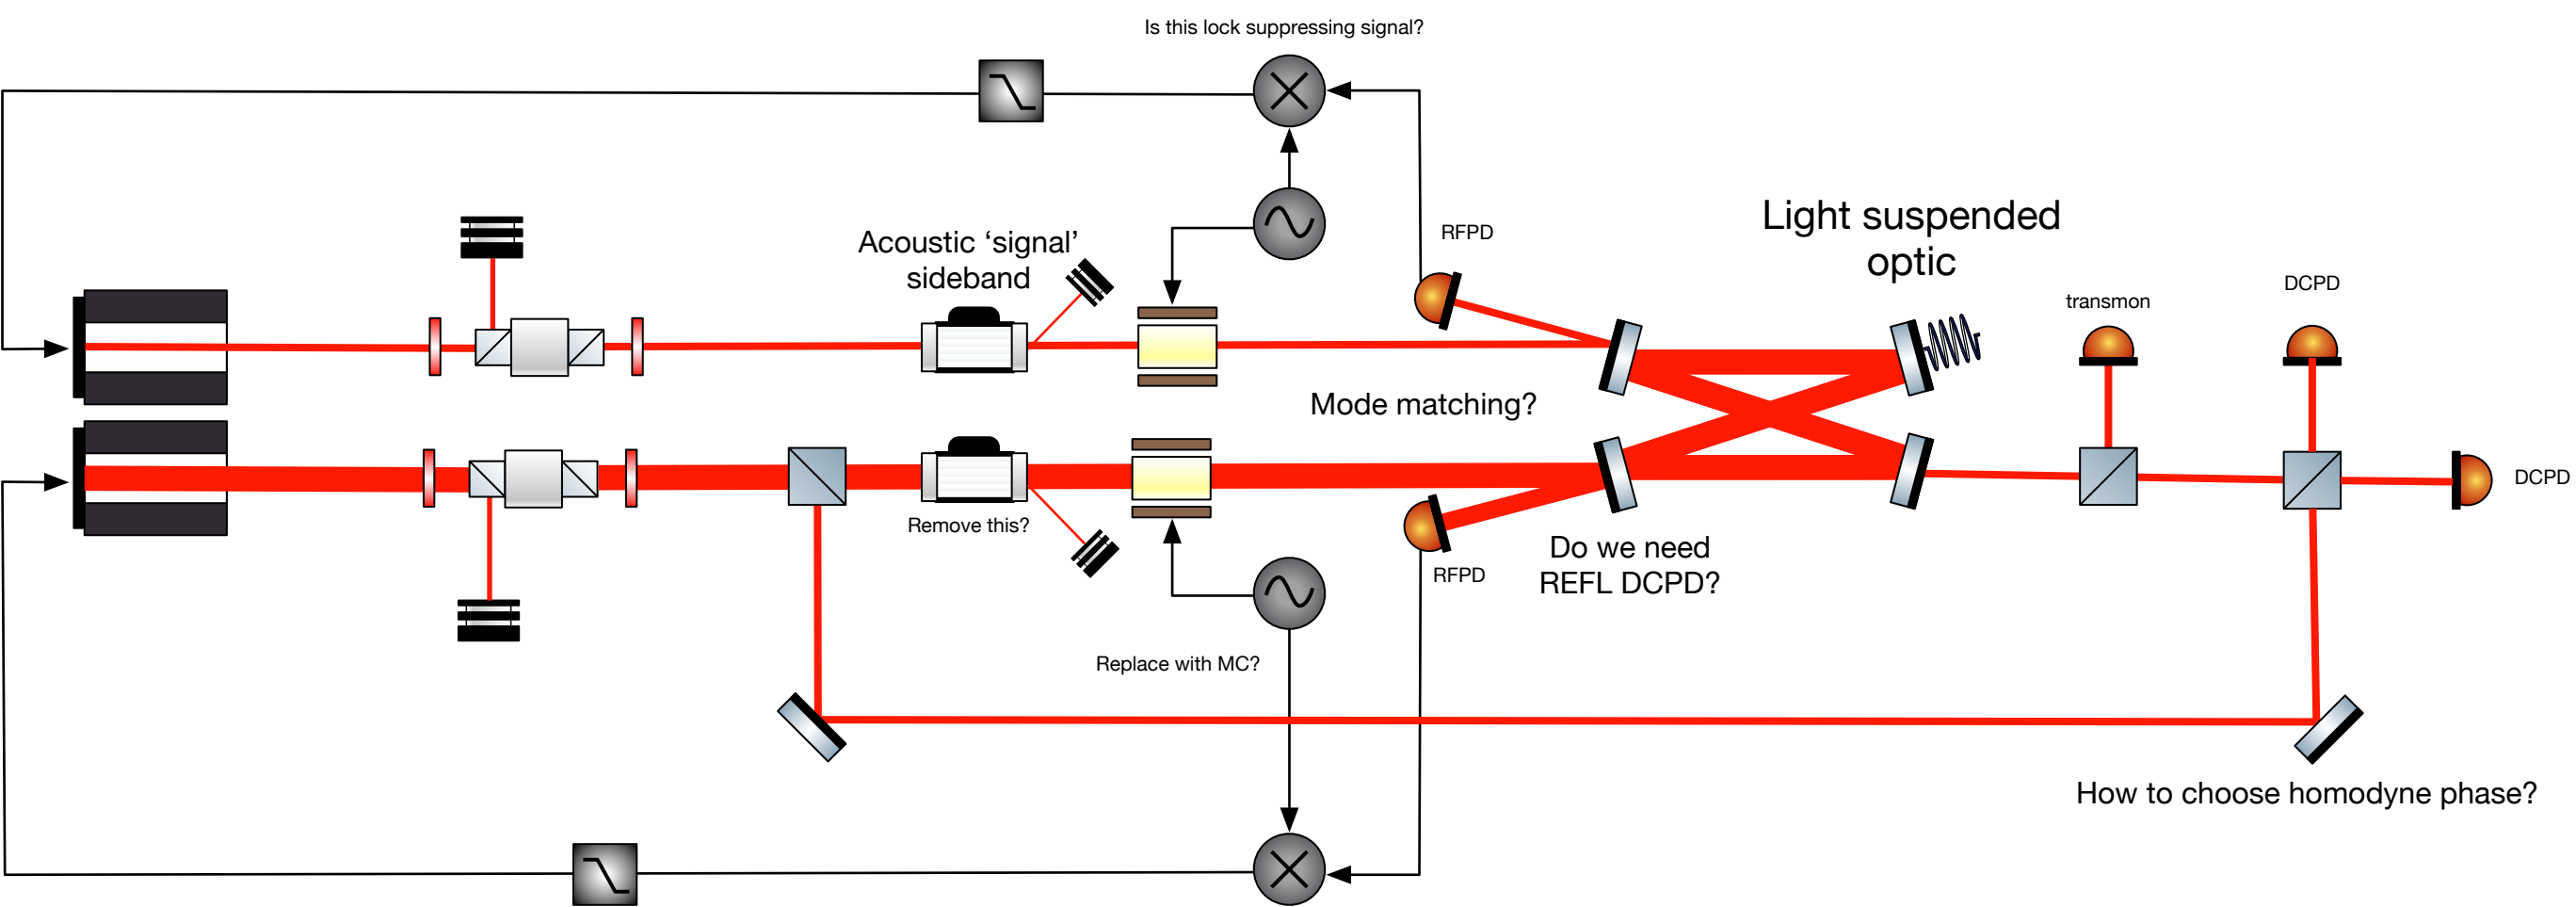 Is this lock suppressing signal?
Light suspended
optic
RFPD
Acoustic ‘signal’
sideband
DCPD
transmon
Mode matching?
DCPD
Remove this?
Do we need
REFL DCPD?
RFPD
Replace with MC?
How to choose homodyne phase?